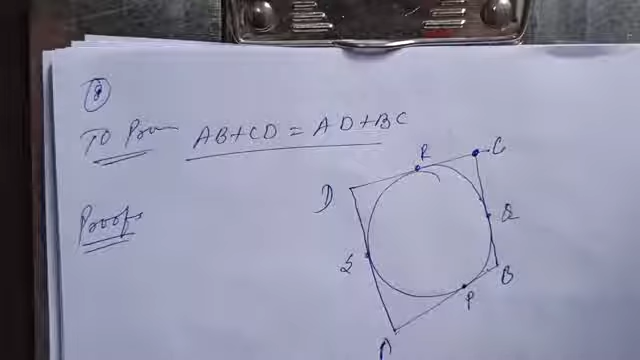 8
To Prove AB+CD = AD+BC
Proof:
R
C
D
Q
S
B
P
A